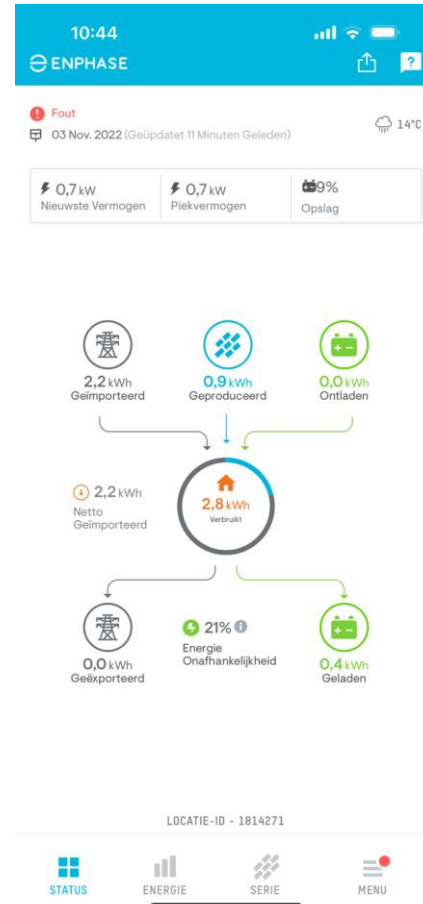 10:44
ENPHASE
?
! Fout
03 Nov. 2022 (Geüpdatet 11 Minuten Geleden)
14°C
0,7 kW
Nieuwste Vermogen
0,7 kW
Piekvermogen
9%
Opslag
2,2 kWh
Geïmporteerd
0,9 kWh
Geproduceerd
0,0 kWh
Ontladen
2,2 kWh
Netto
Geïmporteerd
2,8 kWh
Verbruikt
0,0 kWh
Geëxporteerd
21%
Energie
Onafhankelijkheid
0,4 kWh
Geladen
LOCATIE-ID - 1814271
STATUS
ENERGIE
SERIE
MENU